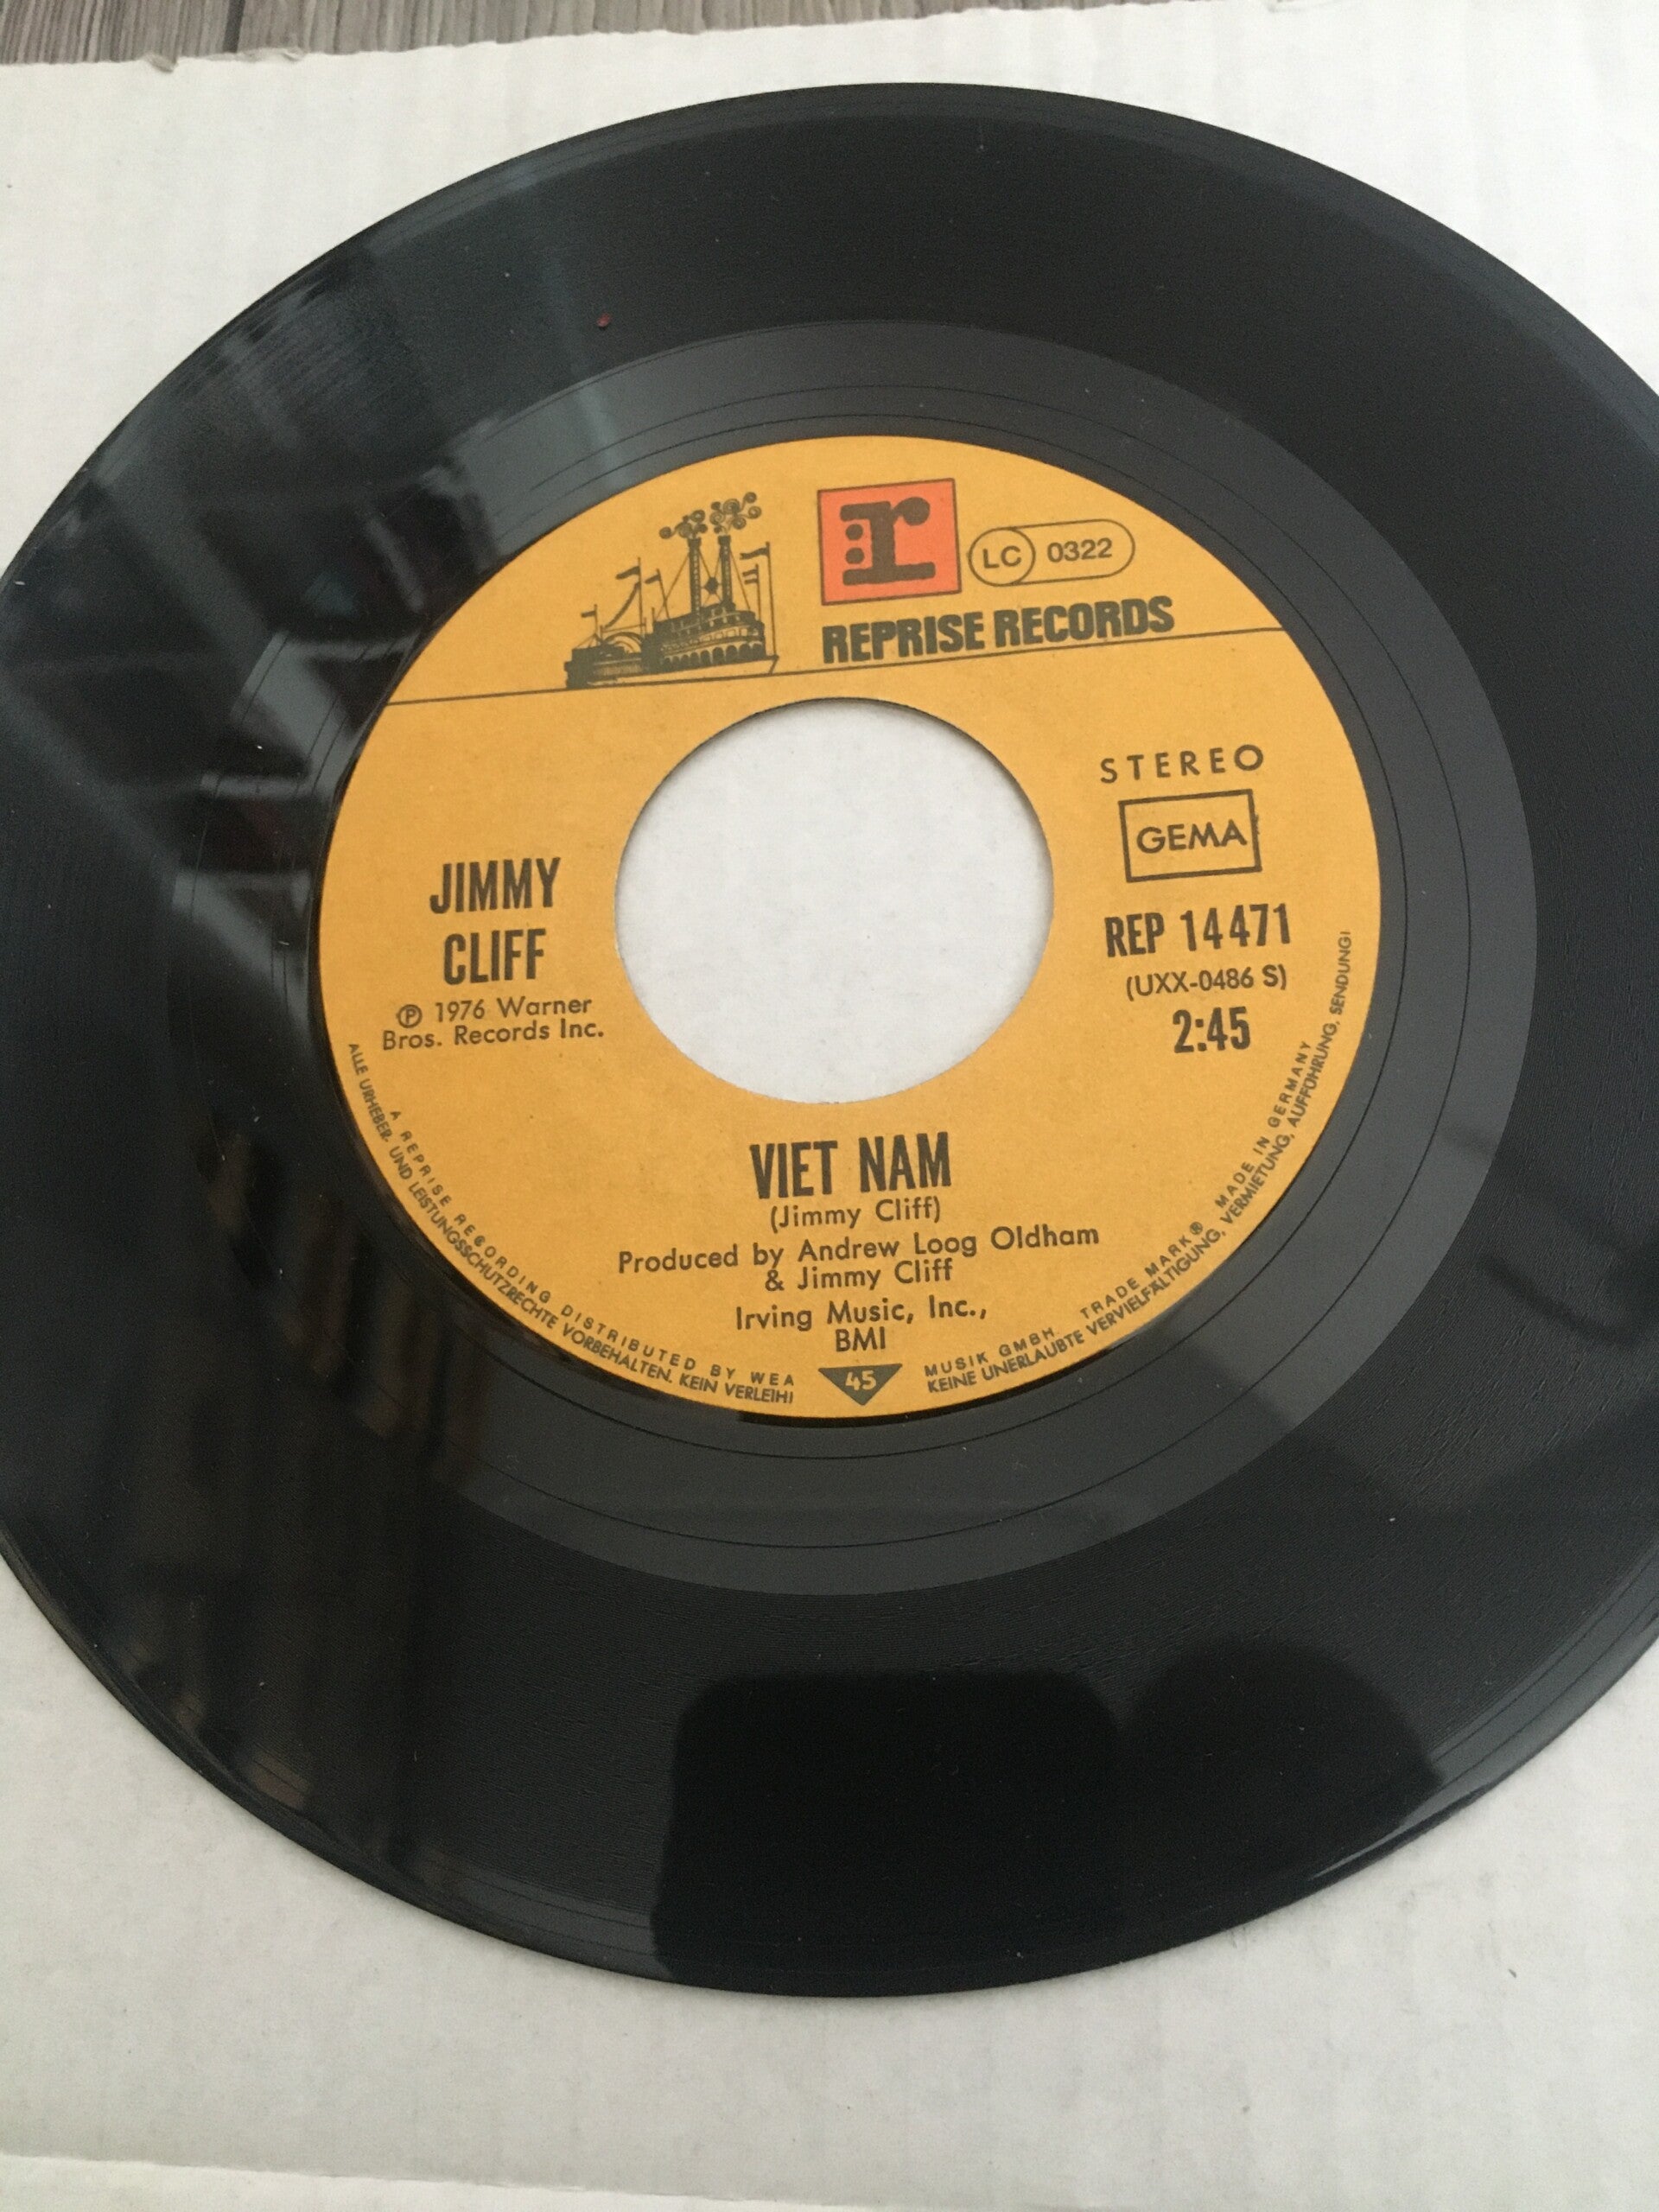 r
LC 0322
REPRISE RECORDS
STEREO
GEMA
REP 14 471
(UXX-0486 S)
2:45
JIMMY
CLIFF
℗ 1976 Warner
Bros. Records Inc.
VIET NAM
(Jimmy Cliff)
Produced by Andrew Loog Oldham
& Jimmy Cliff
Irving Music, Inc.,
BMI
45
A REPRISE RECORDING DISTRIBUTED BY WEA MUSIK GMBH TRADE MARK® MADE IN GERMANY
ALLE URHEBER- UND LEISTUNGSSCHUTZRECHTE VORBEHALTEN. KEIN VERLEIH! KEINE UNERLAUBTE VERVIELFÄLTIGUNG, VERMIETUNG, AUFFÜHRUNG, SENDUNG!